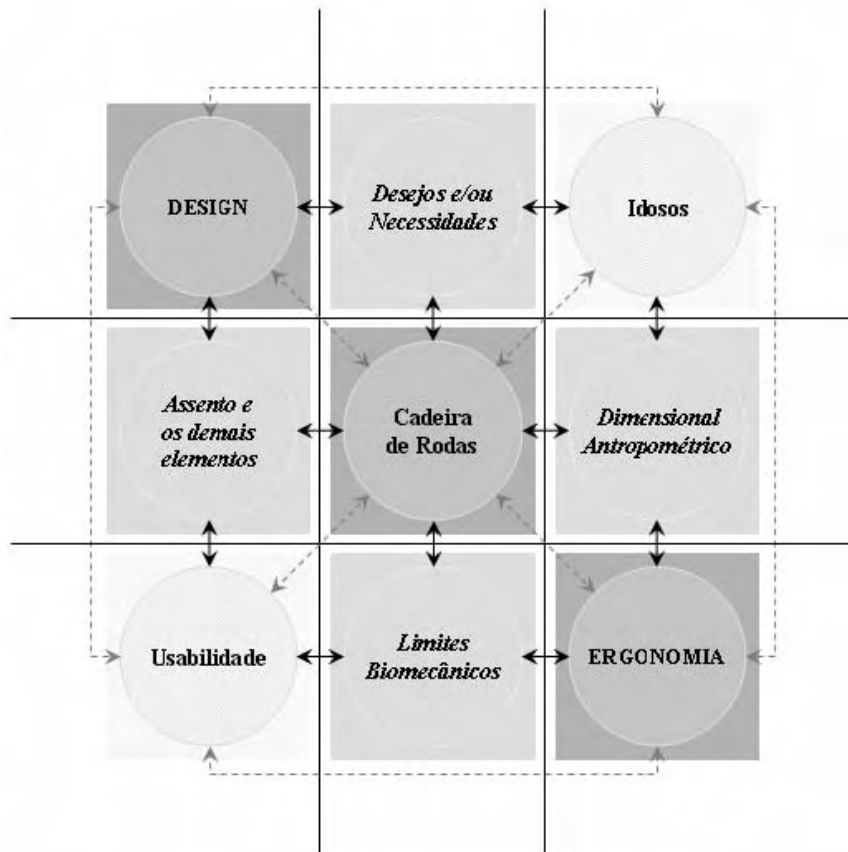 DESIGN
Desejos e/ou
Necessidades
Idosos
Assento e
os demais
elementos
Cadeira
de Rodas
Dimensional
Antropométrico
Usabilidade
Limites
Biomecânicos
ERGONOMIA